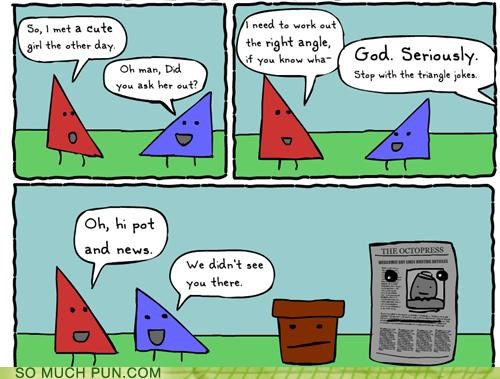 So, I met a cute
girl the other day.
Oh man, Did
you ask her out?
I need to work out
the right angle,
if you know wha-
God. Seriously.
Stop with the triangle jokes.
Oh, hi pot
and news.
We didn't see
you there.
THE OCTOPRESS
SO MUCH PUN.COM